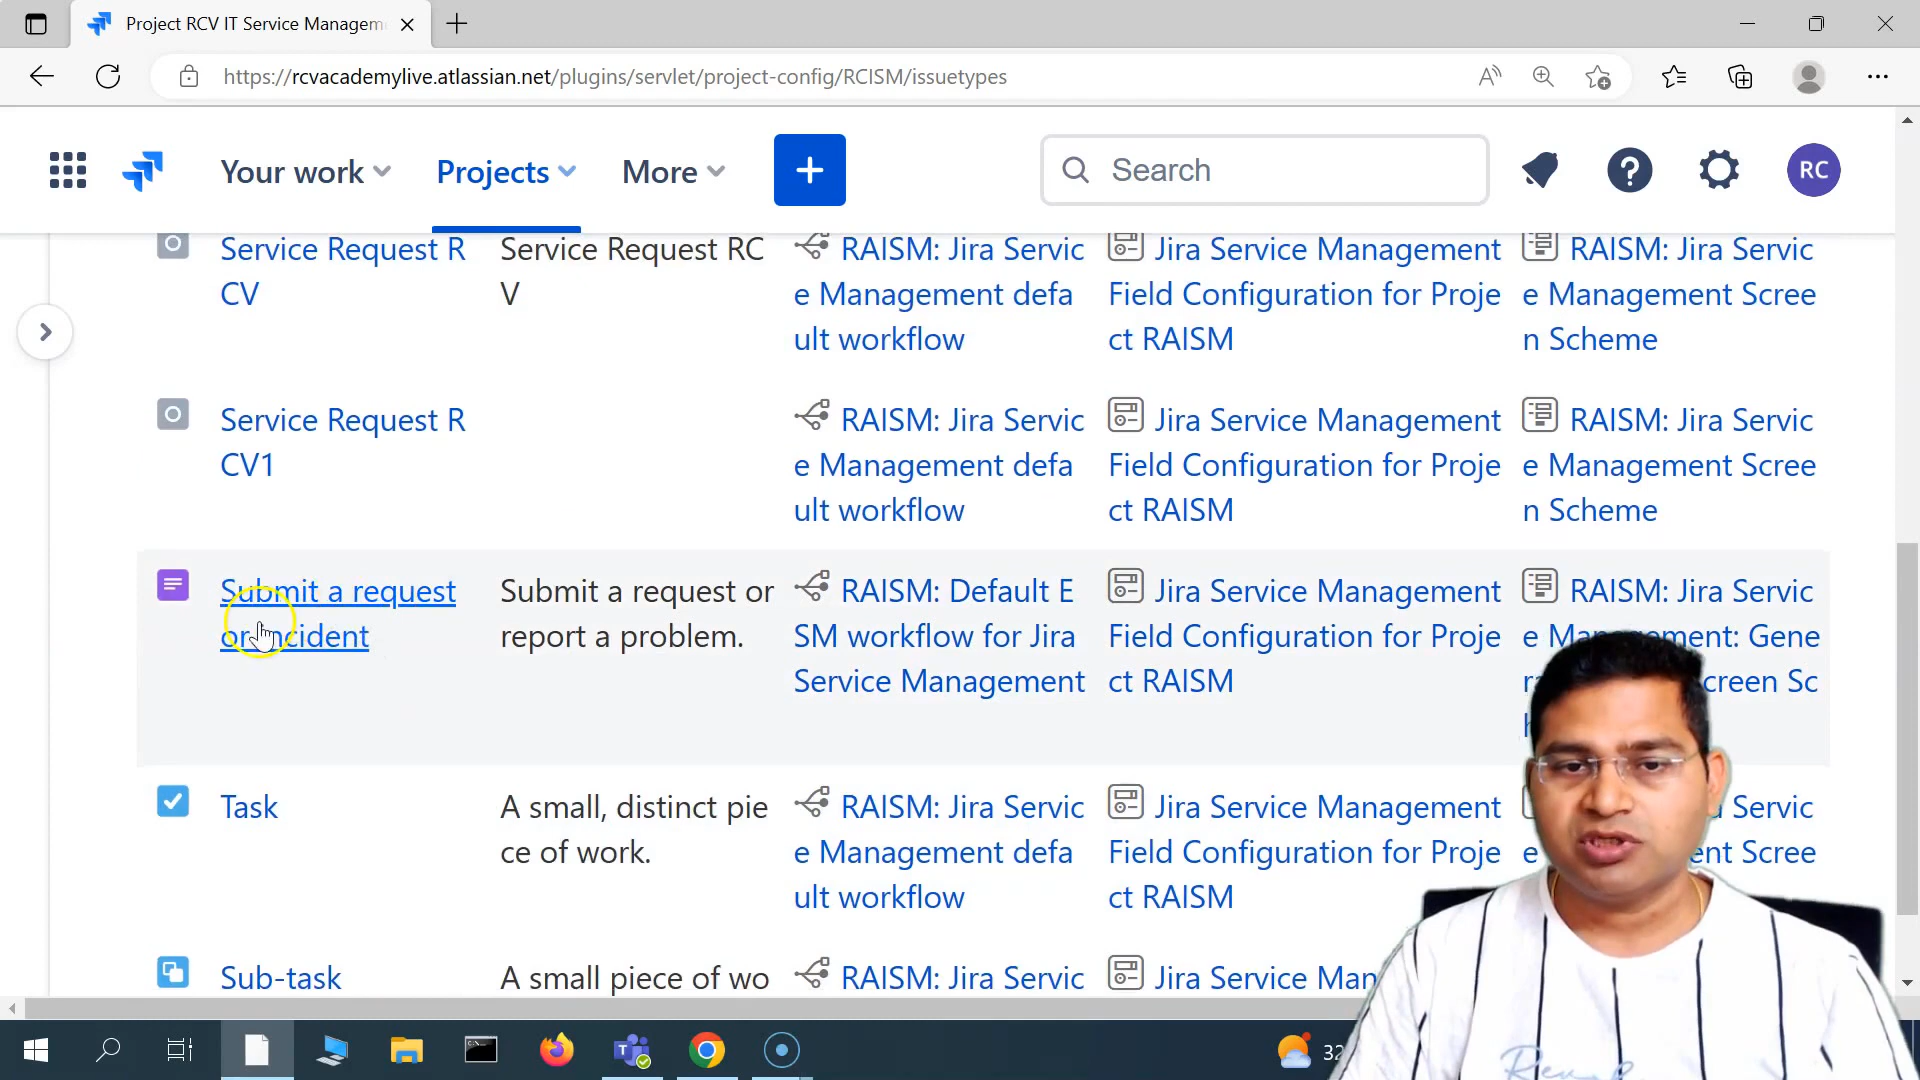 Project RCV IT Service Managem
https://rcvacademylive.atlassian.net/plugins/servlet/project-config/RCISM/issuetypes
Your work
Projects
More
Search
RC
Service Request R
CV
Service Request RC
V
RAISM: Jira Servic
e Management defa
ult workflow
Jira Service Management
Field Configuration for Proje
ct RAISM
RAISM: Jira Servic
e Management Scree
n Scheme
Service Request R
CV1
RAISM: Jira Servic
e Management defa
ult workflow
Jira Service Management
Field Configuration for Proje
ct RAISM
RAISM: Jira Servic
e Management Scree
n Scheme
Submit a request
or incident
Submit a request or
report a problem.
RAISM: Default E
SM workflow for Jira
Service Management
Jira Service Management
Field Configuration for Proje
ct RAISM
RAISM: Jira Servic
e Management: Gene
creen Sc
Task
A small, distinct pie
ce of work.
RAISM: Jira Servic
e Management defa
ult workflow
Jira Service Management
Field Configuration for Proje
ct RAISM
Servic
e
ent Scree
Sub-task
A small piece of wo
RAISM: Jira Servic
Jira Service Man
32